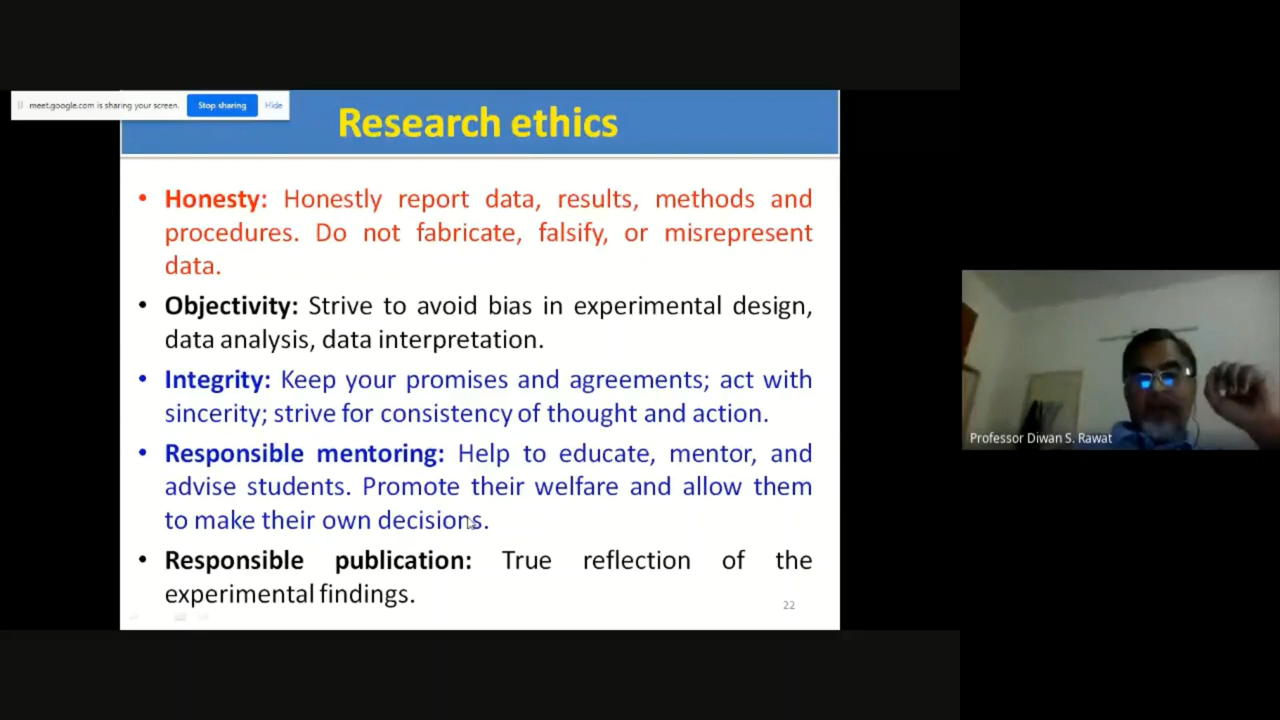 meet.google.com is sharing your screen. Stop sharing Hide
Research ethics
• Honesty: Honestly report data, results, methods and
procedures. Do not fabricate, falsify, or misrepresent
data.
• Objectivity: Strive to avoid bias in experimental design,
data analysis, data interpretation.
• Integrity: Keep your promises and agreements; act with
sincerity; strive for consistency of thought and action.
• Responsible mentoring: Help to educate, mentor, and
advise students. Promote their welfare and allow them
to make their own decisions.
• Responsible publication: True reflection of the
experimental findings.
22
Professor Diwan S. Rawat